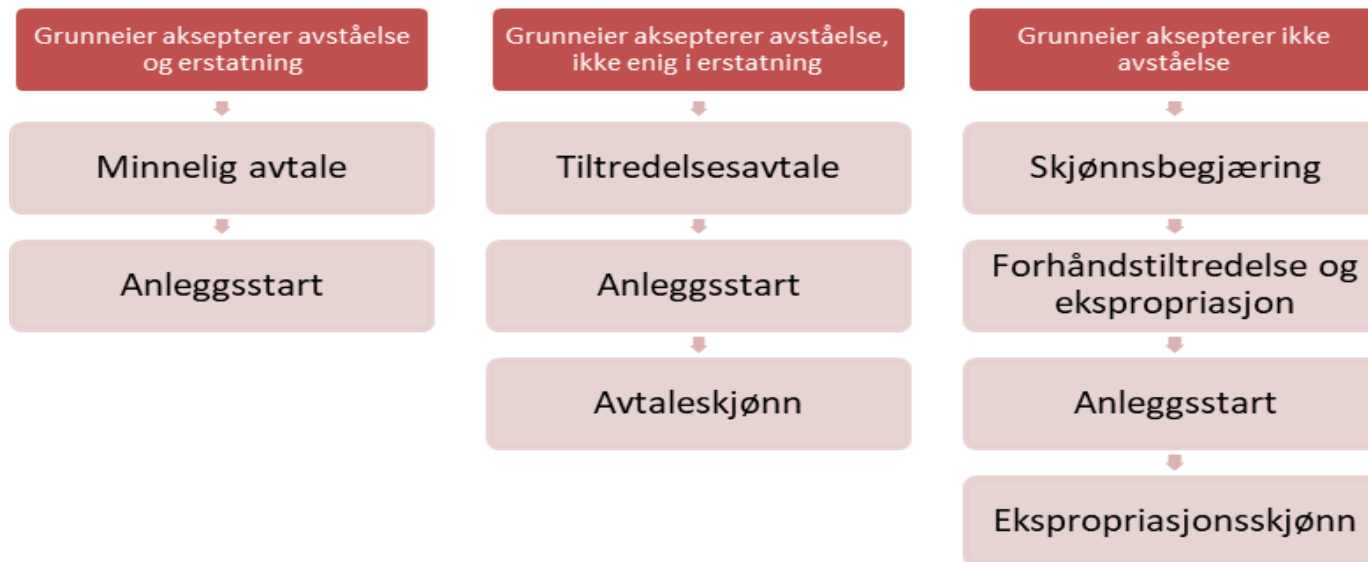 Grunneier aksepterer avståelse
og erstatning
Minnelig avtale
Anleggsstart
Grunneier aksepterer avståelse,
ikke enig i erstatning
Tiltredelsesavtale
Anleggsstart
Avtaleskjønn
Grunneier aksepterer ikke
avståelse
Skjønnsbegjæring
Forhåndstiltredelse og
ekspropriasjon
Anleggsstart
Ekspropriasjonsskjønn